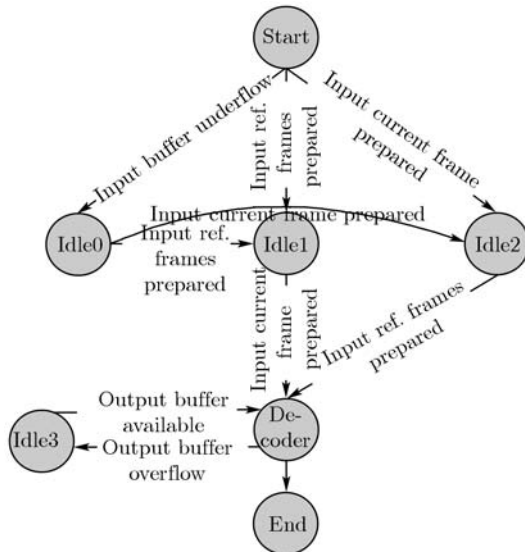 Start
Input buffer underflow
Input ref.
frames
prepared
Input current frame
prepared
Input current frame prepared
Idle0
Input ref.
frames
prepared
Idle1
Idle2
Input current
frame
prepared
Input ref. frames
prepared
Output buffer
available
Idle3
De-
coder
Output buffer
overflow
End